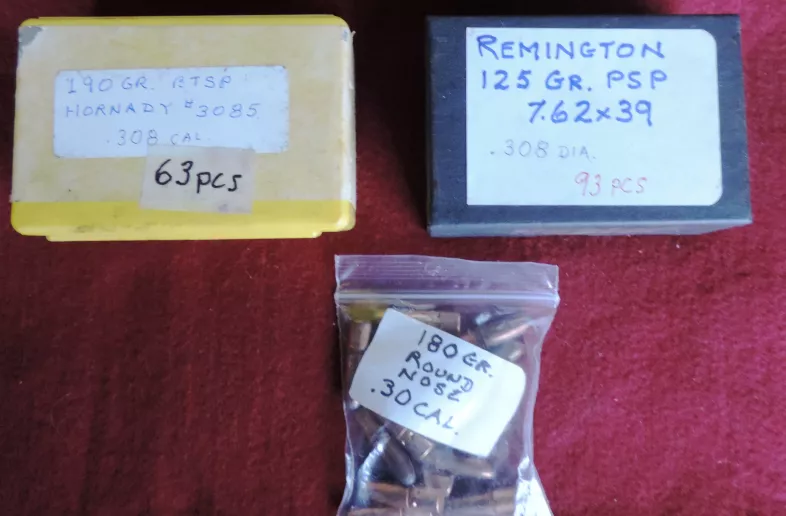 190 GR. BTSP
HORNADY #3085
.308 CAL.
63 PCS
REMINGTON
125 GR. PSP
7.62x39
.308 DIA.
93 PCS
180 GR.
ROUND
NOSE
.30 CAL.